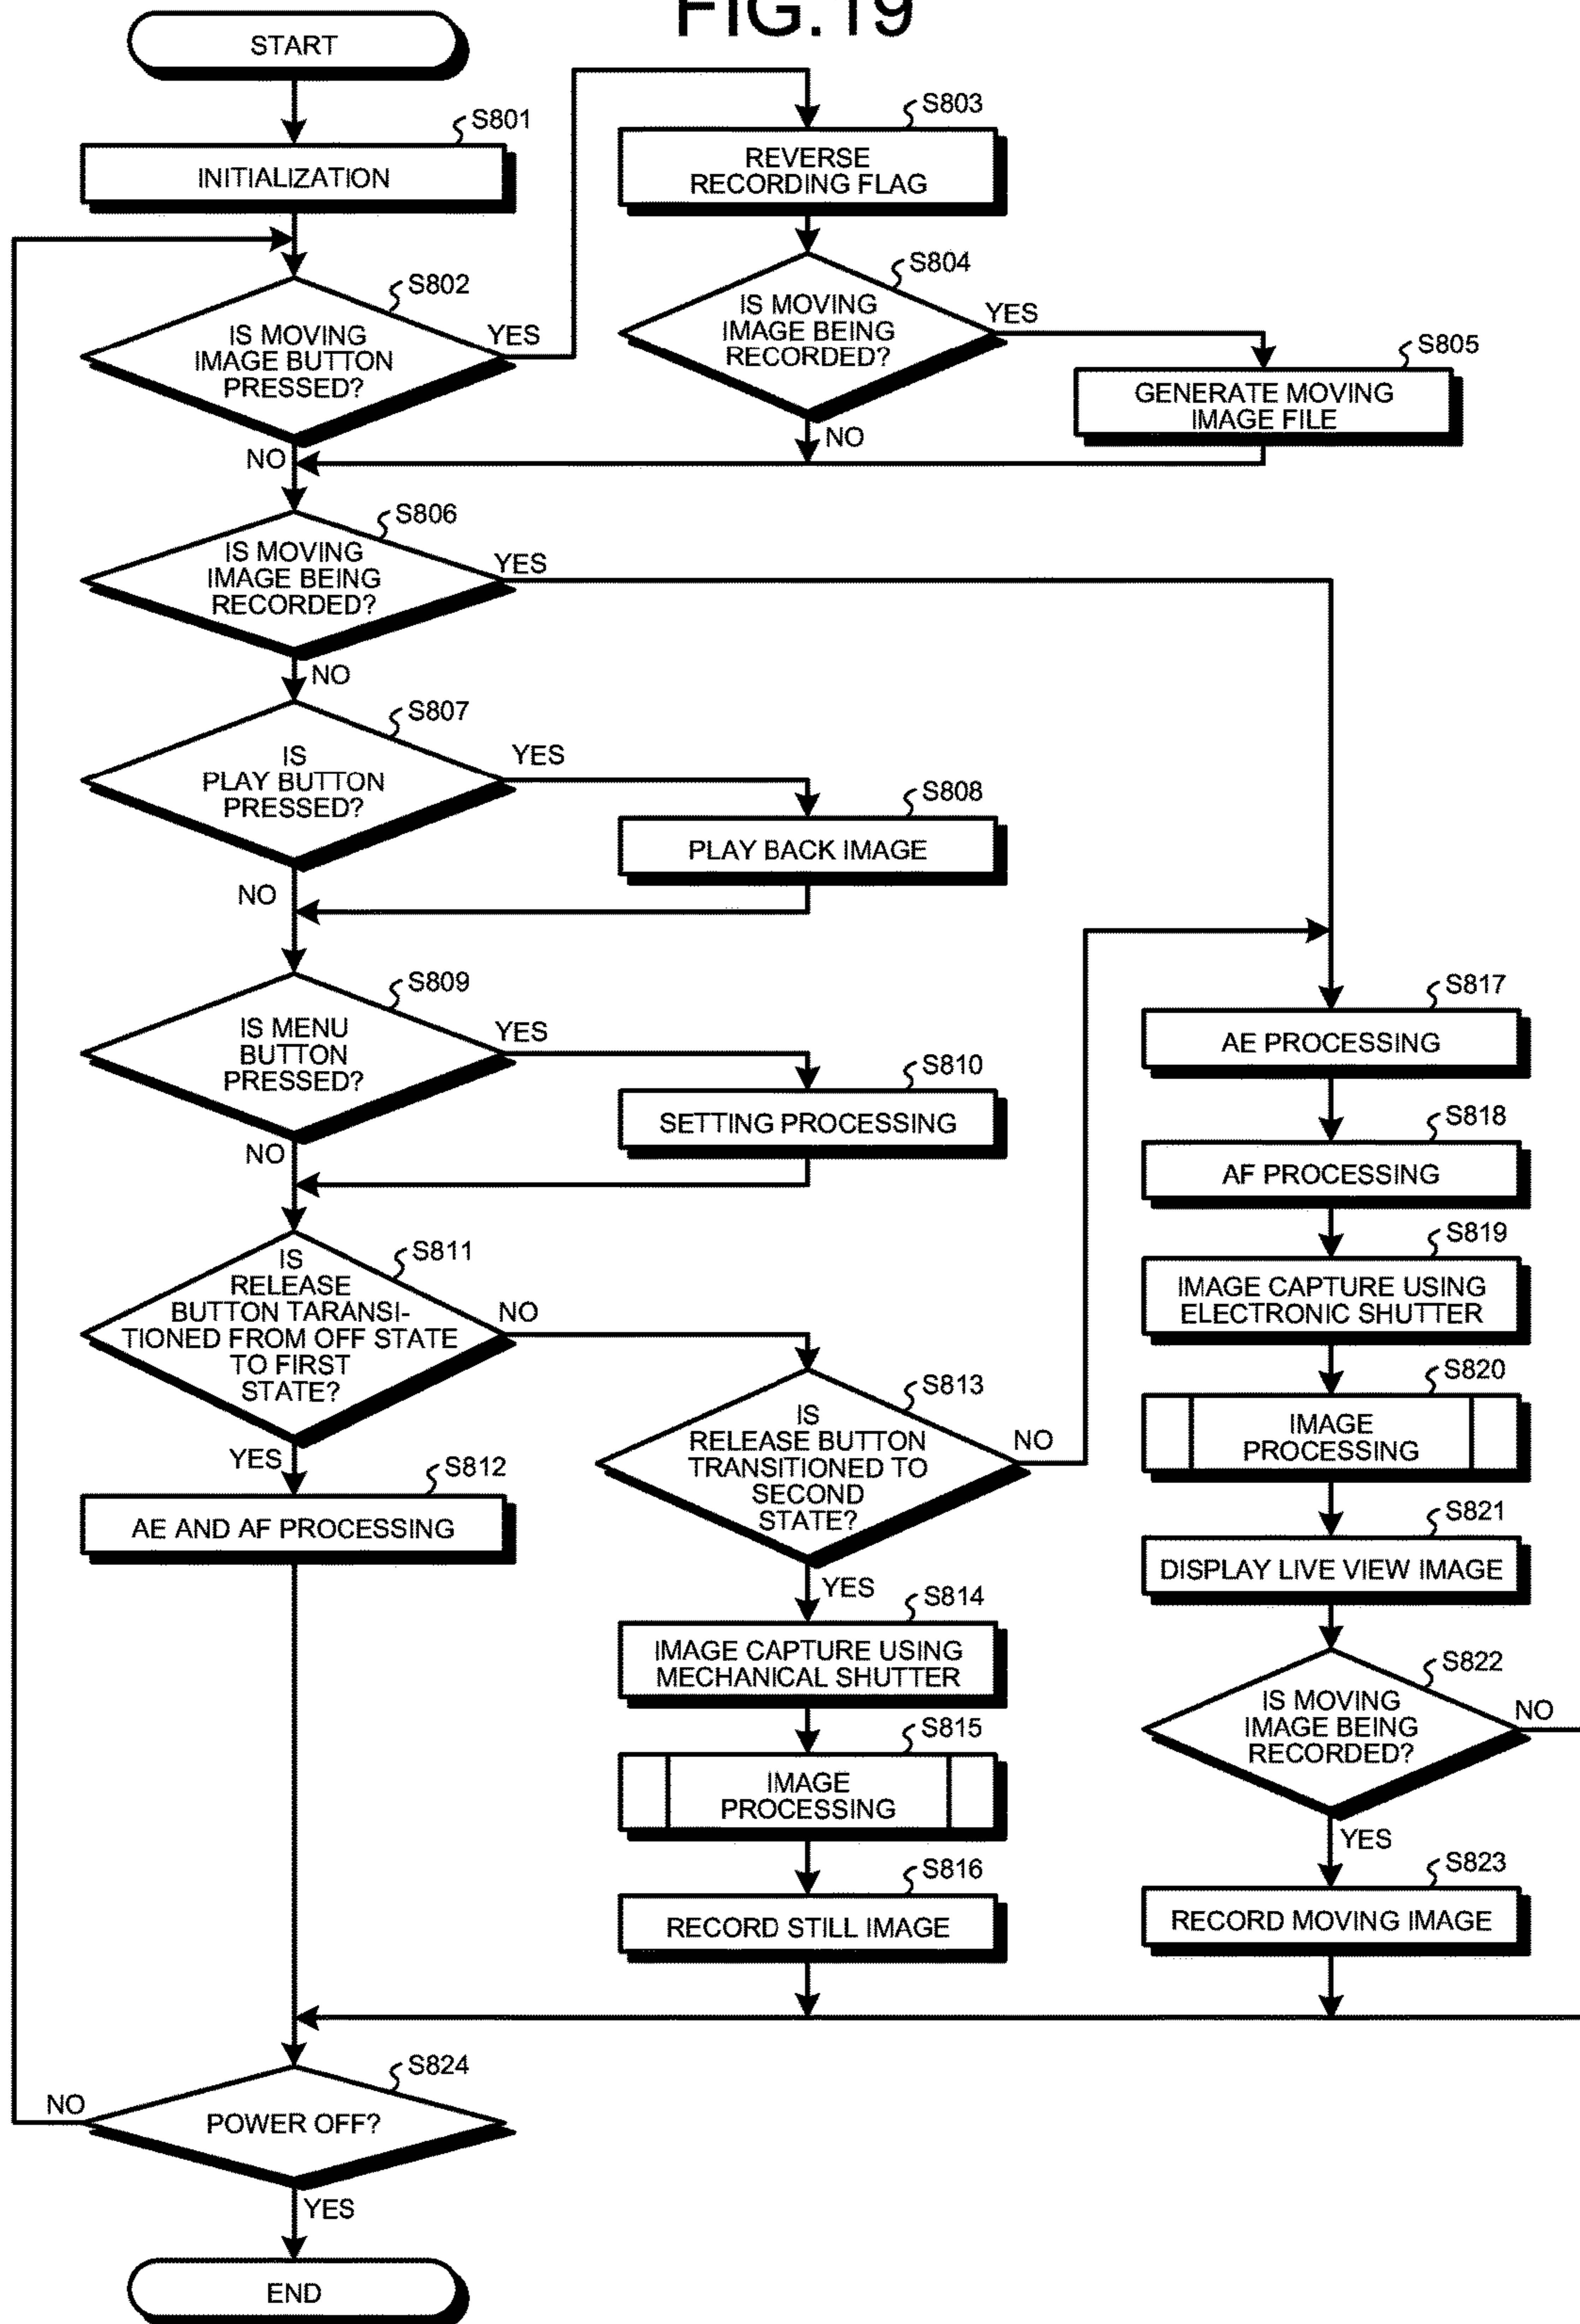 FIG.19
START
S801
INITIALIZATION
S802
IS MOVING
IMAGE BUTTON
PRESSED?
YES
NO
S803
REVERSE
RECORDING FLAG
S804
IS MOVING
IMAGE BEING
RECORDED?
YES
NO
S805
GENERATE MOVING
IMAGE FILE
S806
IS MOVING
IMAGE BEING
RECORDED?
YES
NO
S807
IS
PLAY BUTTON
PRESSED?
YES
NO
S808
PLAY BACK IMAGE
S809
IS MENU
BUTTON
PRESSED?
YES
NO
S810
SETTING PROCESSING
S811
IS
RELEASE
BUTTON TARANSI-
TIONED FROM OFF STATE
TO FIRST
STATE?
NO
YES
S812
AE AND AF PROCESSING
S813
IS
RELEASE BUTTON
TRANSITIONED TO
SECOND
STATE?
NO
YES
S814
IMAGE CAPTURE USING
MECHANICAL SHUTTER
S815
IMAGE
PROCESSING
S816
RECORD STILL IMAGE
S817
AE PROCESSING
S818
AF PROCESSING
S819
IMAGE CAPTURE USING
ELECTRONIC SHUTTER
S820
IMAGE
PROCESSING
S821
DISPLAY LIVE VIEW IMAGE
S822
IS MOVING
IMAGE BEING
RECORDED?
NO
YES
S823
RECORD MOVING IMAGE
S824
POWER OFF?
NO
YES
END